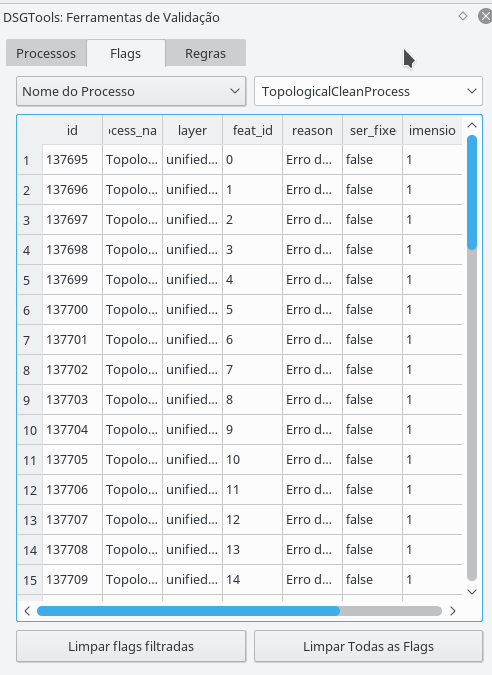 DSGTools: Ferramentas de Validação
Processos Flags Regras
Nome do Processo TopologicalCleanProcess
id ocess_na layer feat_id reason ser_fixe imensio
1 137695 Topolo... unified... 0 Erro d... false 1
2 137696 Topolo... unified... 1 Erro d... false 1
3 137697 Topolo... unified... 2 Erro d... false 1
4 137698 Topolo... unified... 3 Erro d... false 1
5 137699 Topolo... unified... 4 Erro d... false 1
6 137700 Topolo... unified... 5 Erro d... false 1
7 137701 Topolo... unified... 6 Erro d... false 1
8 137702 Topolo... unified... 7 Erro d... false 1
9 137703 Topolo... unified... 8 Erro d... false 1
10 137704 Topolo... unified... 9 Erro d... false 1
11 137705 Topolo... unified... 10 Erro d... false 1
12 137706 Topolo... unified... 11 Erro d... false 1
13 137707 Topolo... unified... 12 Erro d... false 1
14 137708 Topolo... unified... 13 Erro d... false 1
15 137709 Topolo... unified... 14 Erro d... false 1
Limpar flags filtradas Limpar Todas as Flags